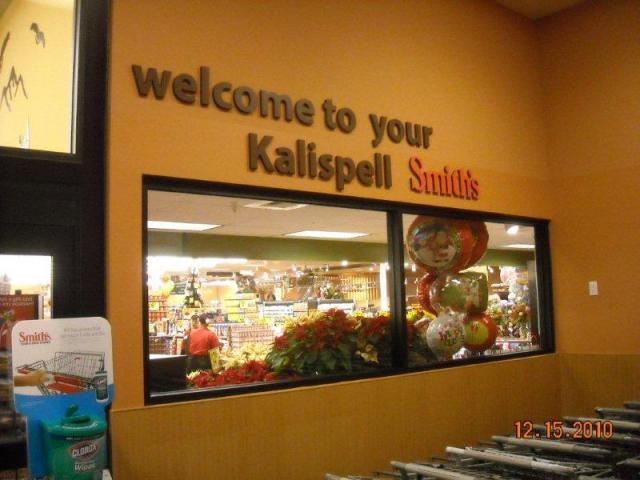 welcome to your
Kalispell Smith's
Smith's
CLOROX
Wipes
12.15.2010